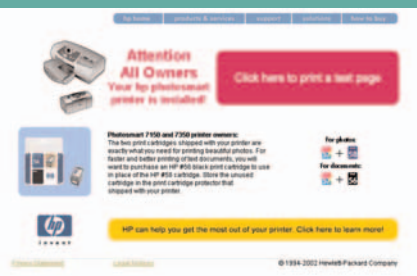 hp home products & services support solutions how to buy
Attention
All Owners
Your hp photosmart
printer is installed!
Click here to print a test page
Photosmart 7150 and 7350 printer owners:
The two print cartridges shipped with your printer are
exactly what you need for printing beautiful photos. For
faster and better printing of text documents, you will
want to purchase an HP #56 black print cartridge to use
in place of the HP #58 cartridge. Store the unused
cartridge in the print cartridge protector that
shipped with your printer.
For photos:
+
For documents:
+ 56
hp
invent
HP can help you get the most out of your printer. Click here to learn more!
Privacy Statement Legal Notices © 1994-2002 Hewlett-Packard Company